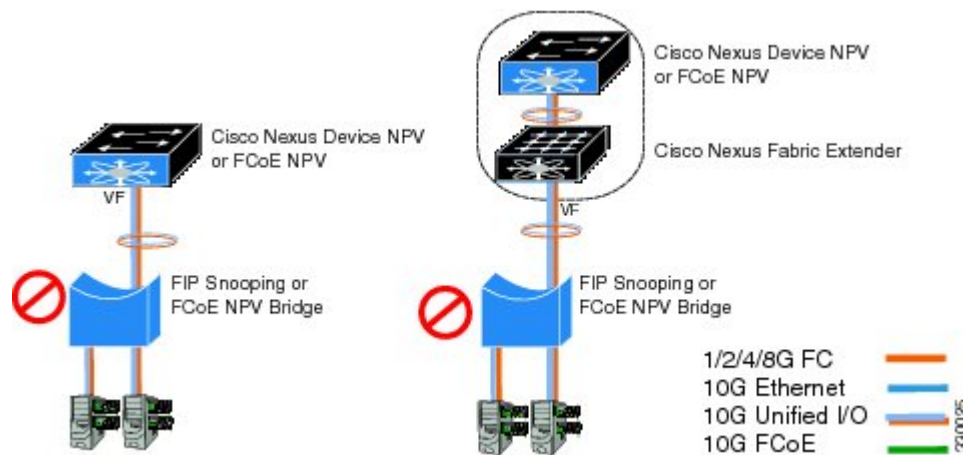 Cisco Nexus Device NPV
or FCoE NPV
VF
FIP Snooping or
FCoE NPV Bridge
Cisco Nexus Device NPV
or FCoE NPV
Cisco Nexus Fabric Extender
VF
FIP Snooping or
FCoE NPV Bridge
1/2/4/8G FC
10G Ethernet
10G Unified I/O
10G FCoE